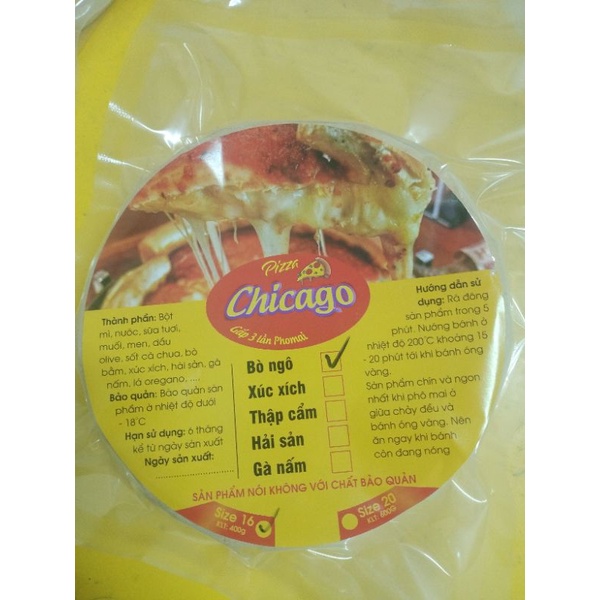 Pizza
Chicago
Gấp 3 lần Phomai
Thành phần: Bột
mì, nước, sữa tươi,
muối, men, dầu
olive, sốt cà chua, bò
bằm, xúc xích, hải sản, gà
nấm, lá oregano, ....
Bảo quản: Bảo quản sản
phẩm ở nhiệt độ dưới
- 18°C
Hạn sử dụng: 6 tháng
kể từ ngày sản xuất
Ngày sản xuất:
Bò ngô
Xúc xích
Thập cẩm
Hải sản
Gà nấm
Hướng dẫn sử
dụng: Rã đông
sản phẩm trong 5
phút. Nướng bánh ở
nhiệt độ 200°C khoảng 15
- 20 phút tới khi bánh óng
vàng.
Sản phẩm chín và ngon
nhất khi phô mai ở
giữa chảy đều và
bánh óng vàng. Nên
ăn ngay khi bánh
còn đang nóng
SẢN PHẨM NÓI KHÔNG VỚI CHẤT BẢO QUẢN
Size 16
KLT: 400g
Size 20
KLT: